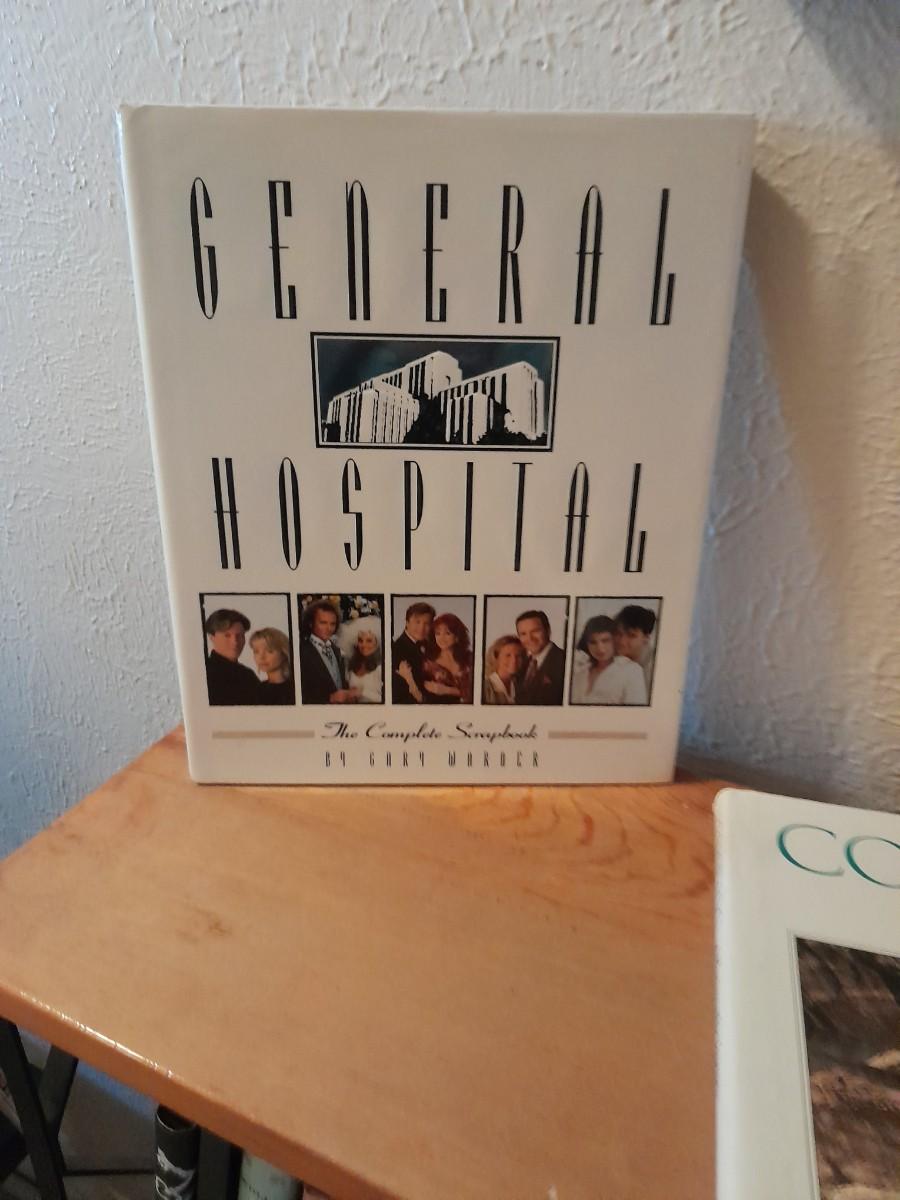 GENERAL
HOSPITAL
The Complete Scrapbook
BY GARY WARNER
CO